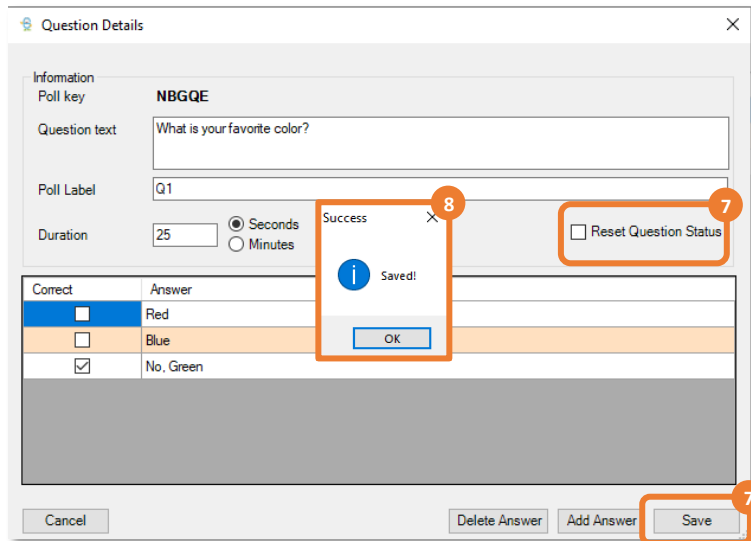 Question Details
Information
Poll key NBGQE
Question text What is your favorite color?
Poll Label Q1
8
7
Duration 25 Seconds
Minutes
Success
Saved!
OK
Reset Question Status
Correct Answer
Red
Blue
No, Green
7
Cancel Delete Answer Add Answer Save